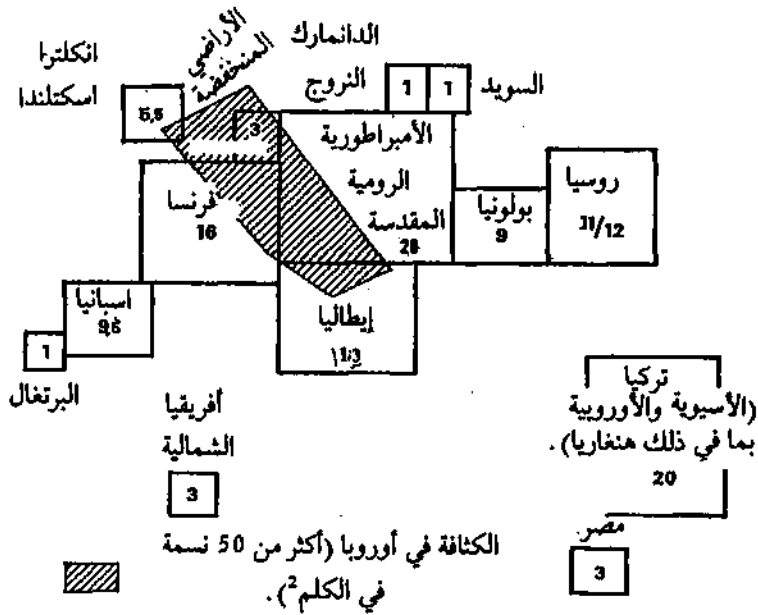 الدانمارك
النروج
1
1
السويد
الأراضي
المنخفضة
3
انكلترا
اسكتلندا
5,5
الأمبراطورية
الرومية
المقدسة
28
فرنسا
16
بولونيا
9
روسيا
11/12
اسبانيا
1
البرتغال
إيطاليا
تركيا
(الأسيوية والأوروبية
بما في ذلك هنغاريا).
20
أفريقيا
الشمالية
3
مصر
3
الكثافة في أوروبا (أكثر من 50 نسمة
في الكلم²).